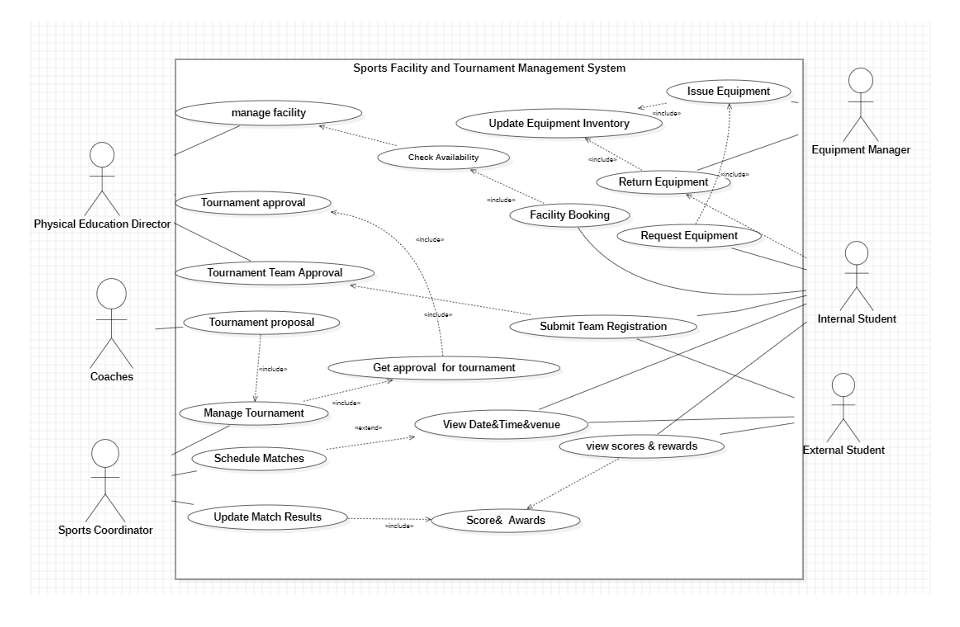 Sports Facility and Tournament Management System
Issue Equipment
manage facility
«include»
Update Equipment Inventory
Equipment Manager
Check Availability
«include»
Return Equipment
«include»
Tournament approval
«include»
Facility Booking
Physical Education Director
Request Equipment
«include»
Tournament Team Approval
«include»
Internal Student
Tournament proposal
Submit Team Registration
«include»
Get approval for tournament
Coaches
«include»
Manage Tournament
View Date&Time&venue
«extend»
view scores & rewards
External Student
Schedule Matches
Update Match Results
Score& Awards
«include»
Sports Coordinator